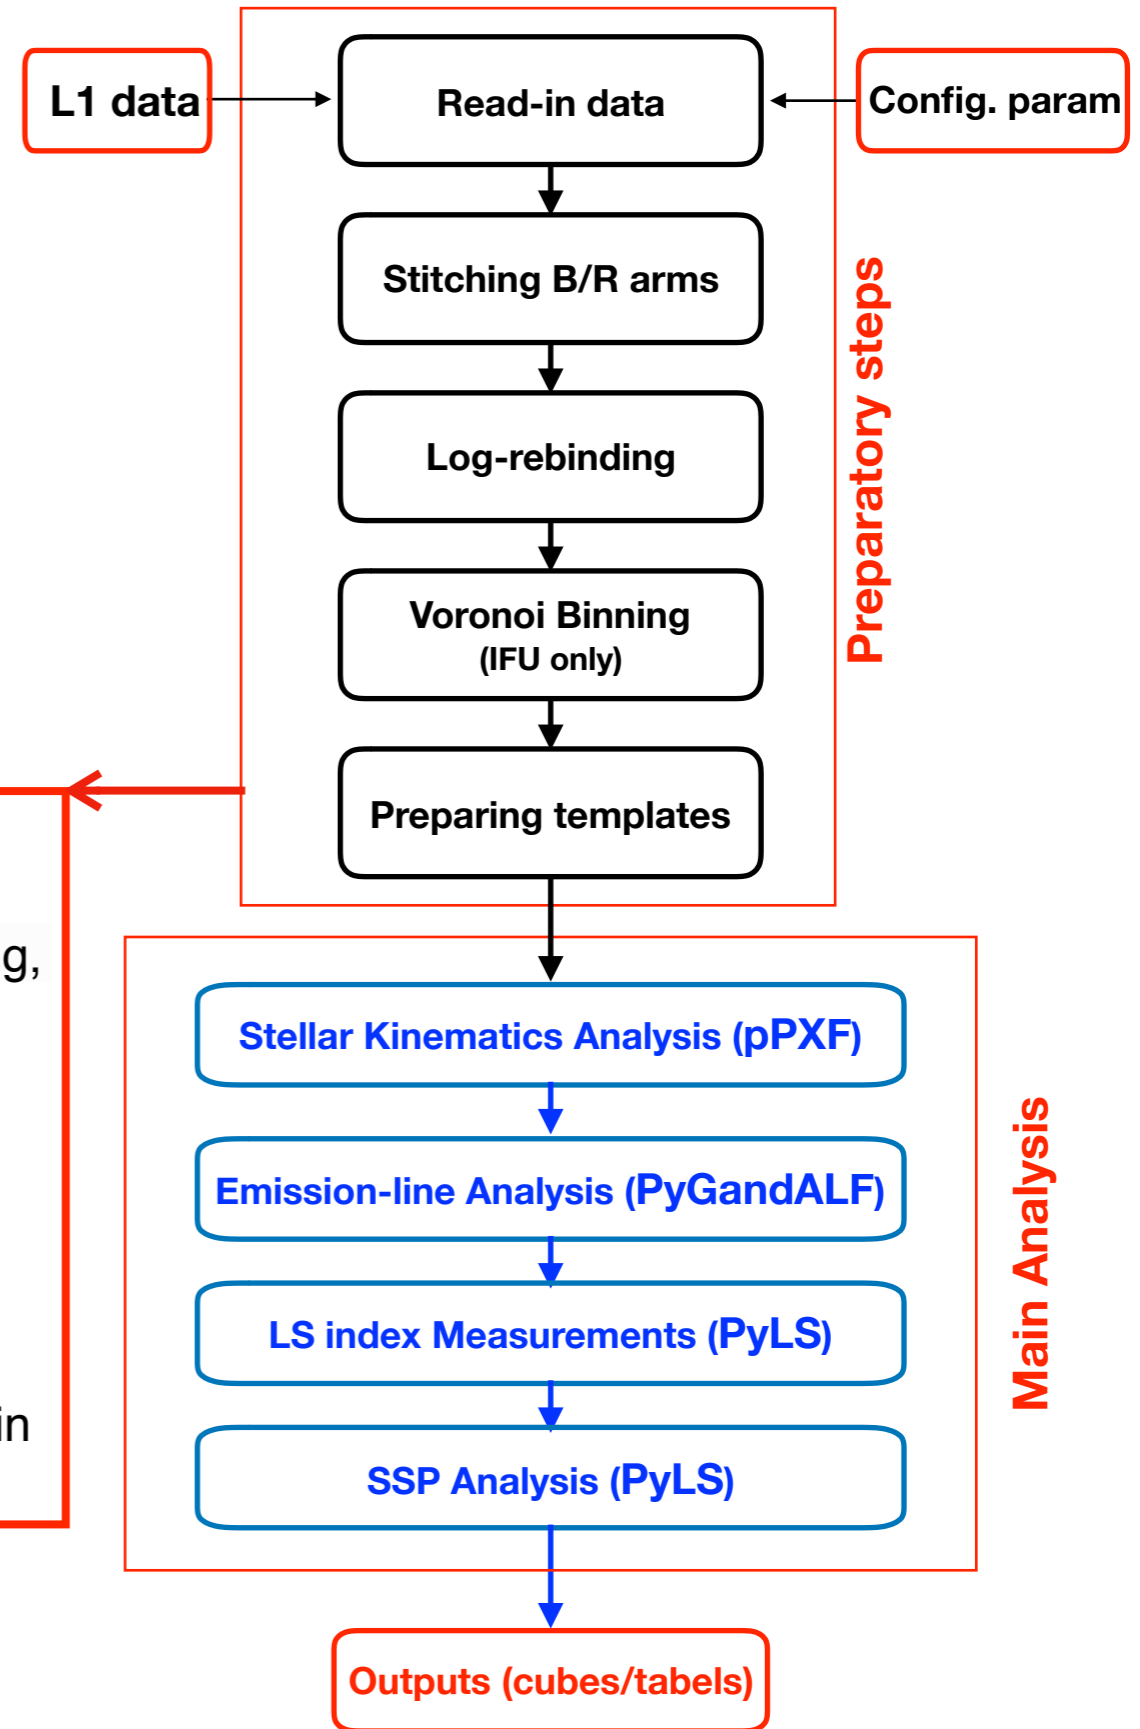 L1 data
Read-in data
Config. param
Stitching B/R arms
Log-rebinding
Voronoi Binning
(IFU only)
Preparing templates
Preparatory steps
g,
in
Stellar Kinematics Analysis (pPXF)
Emission-line Analysis (PyGandALF)
LS index Measurements (PyLS)
SSP Analysis (PyLS)
Main Analysis
Outputs (cubes/tabels)